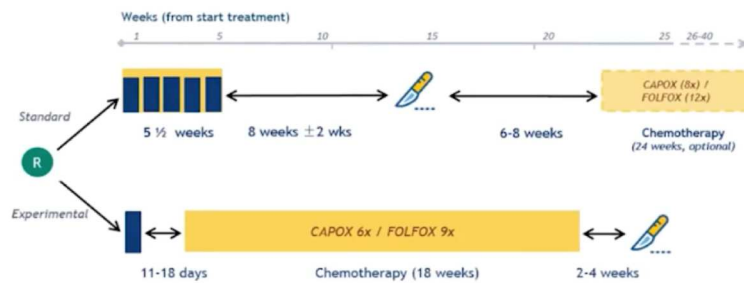 Weeks (from start treatment)
1 5 10 15 20 25 26-40
Standard
CAPOX (8x) /
FOLFOX (12x)
5 ½ weeks
8 weeks ±2 wks
6-8 weeks
Chemotherapy
(24 weeks, optional)
R
Experimental
CAPOX 6x / FOLFOX 9x
11-18 days
Chemotherapy (18 weeks)
2-4 weeks